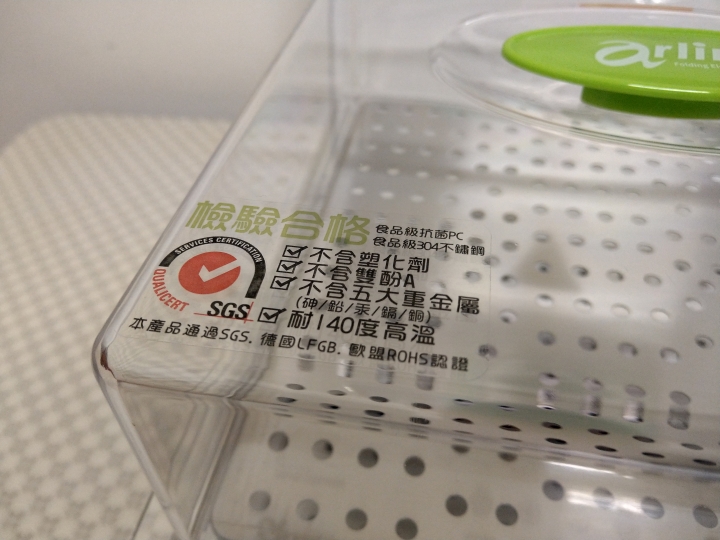 arlin
Folding
檢驗合格
食品級抗菌PC
食品級304不鏽鋼
SERVICES CERTIFICATION
QUALICERT
SGS
不含塑化劑
不含雙酚A
不含五大重金屬
(砷/鉛/汞/鎘/銅)
耐140度高溫
本產品通過SGS. 德國LFGB. 歐盟ROHS認證